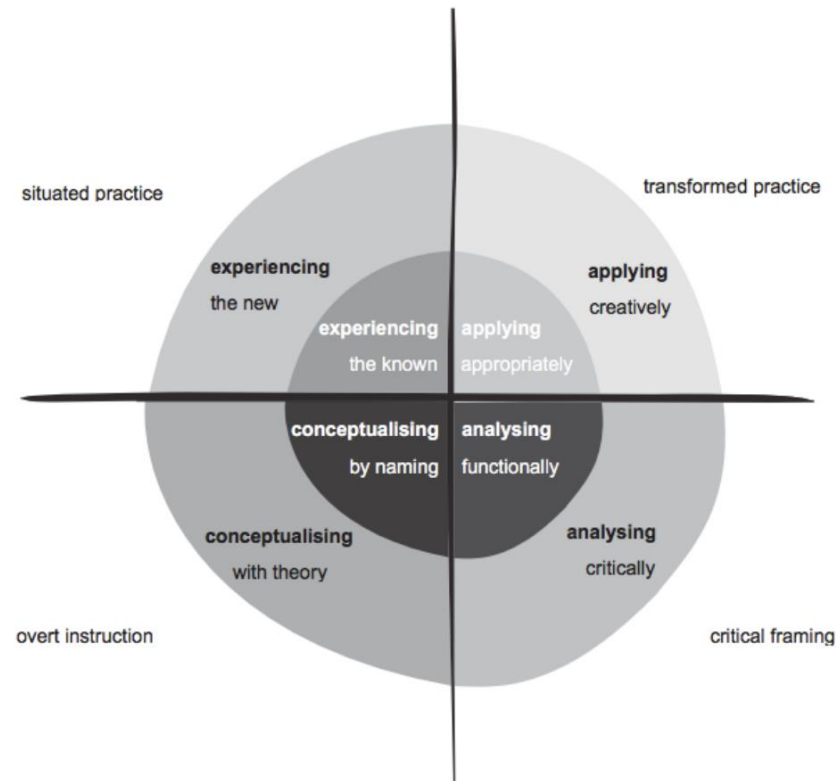 situated practice
transformed practice
experiencing
the new
applying
creatively
experiencing
the known
applying
appropriately
conceptualising
by naming
analysing
functionally
conceptualising
with theory
analysing
critically
overt instruction
critical framing